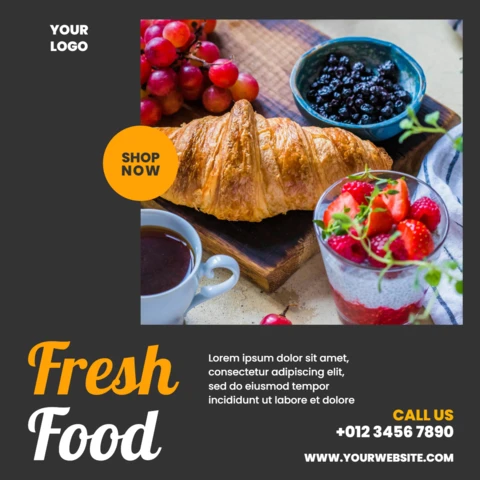 YOUR
LOGO
SHOP
NOW
Fresh
Food
Lorem ipsum dolor sit amet,
consectetur adipiscing elit,
sed do eiusmod tempor
incididunt ut labore et dolore
CALL US
+012 3456 7890
WWW.YOURWEBSITE.COM